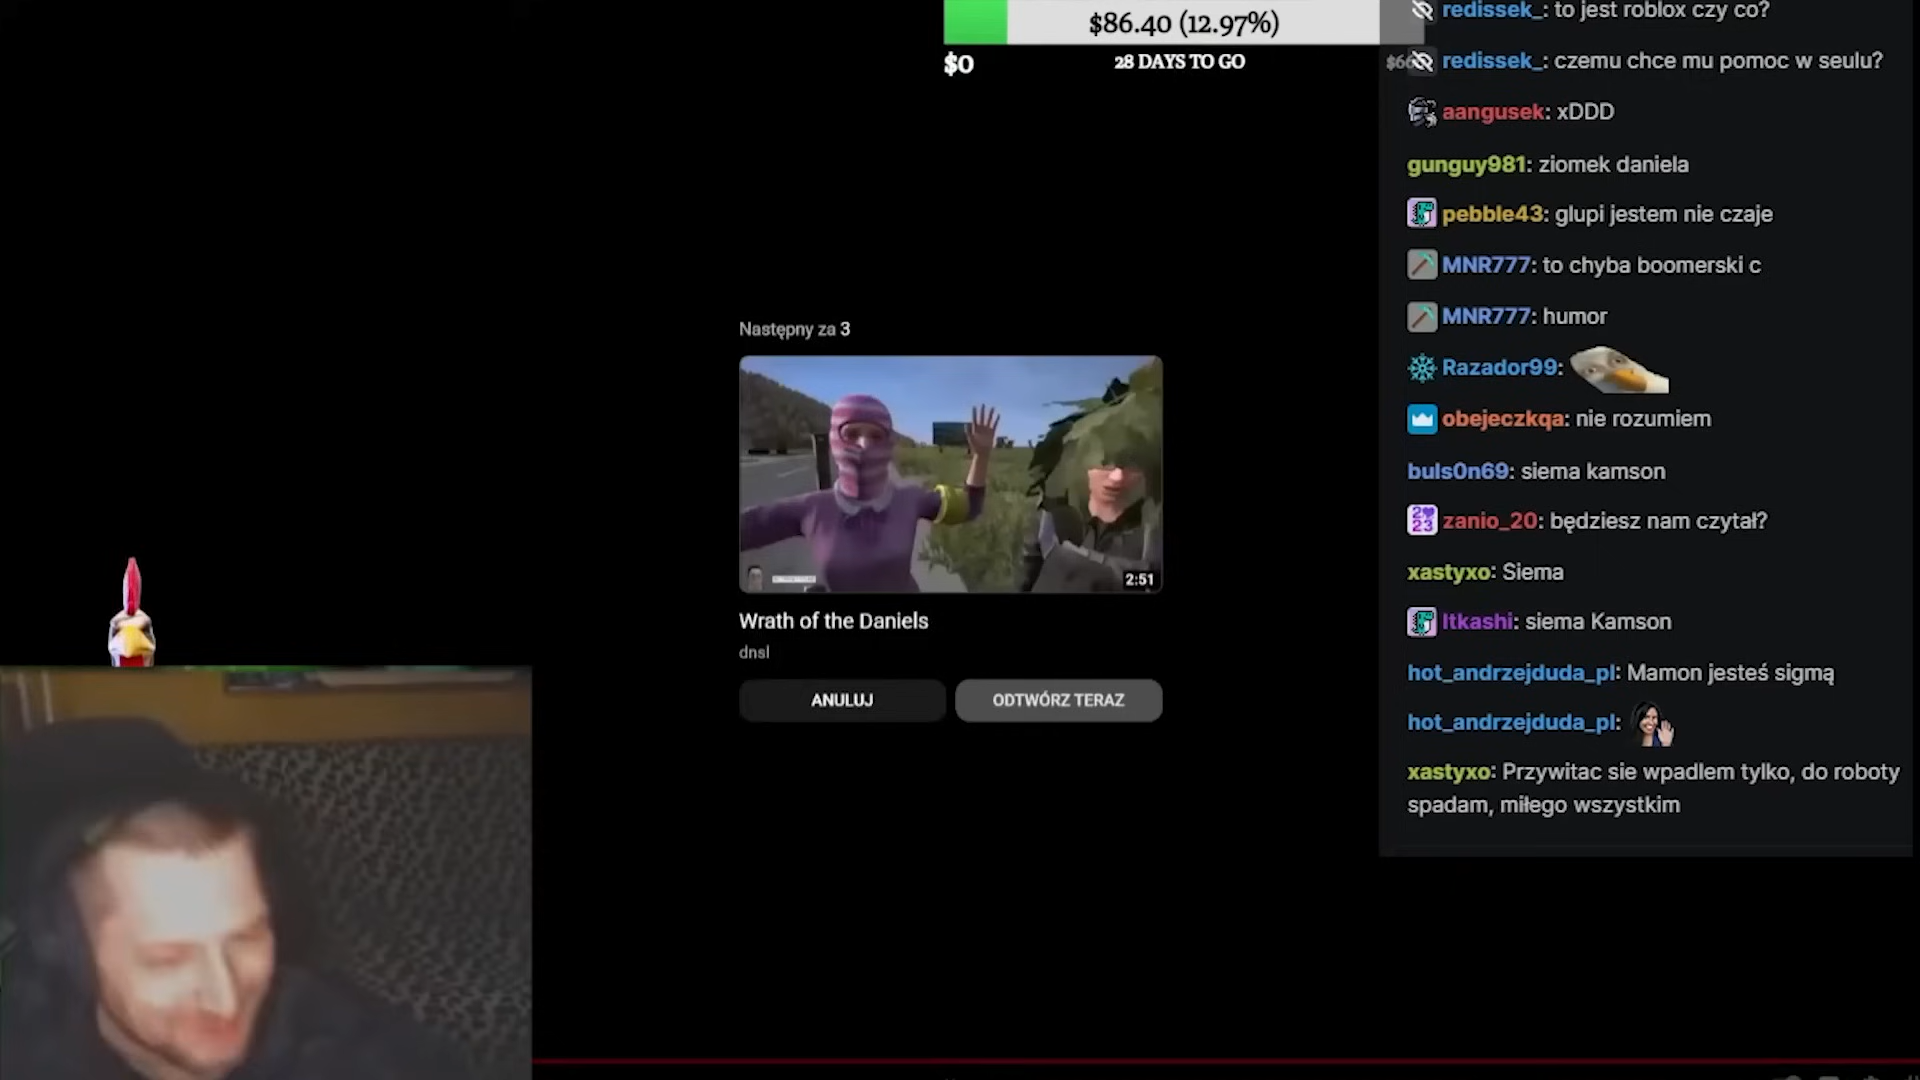 $86.40 (12.97%)
$0
28 DAYS TO GO
redissek_: to jest roblox czy co?
redissek_: czemu chce mu pomoc w seulu?
aangusek: xDDD
gunguy981: ziomek daniela
pebble43: glupi jestem nie czaje
MNR777: to chyba boomerski c
MNR777: humor
Razador99:
obejeczkqa: nie rozumiem
buls0n69: siema kamson
zanio_20: będziesz nam czytał?
xastyxo: Siema
Itkashi: siema Kamson
hot_andrzejduda_pl: Mamon jesteś sigmą
hot_andrzejduda_pl:
xastyxo: Przywitac sie wpadlem tylko, do roboty
spadam, miłego wszystkim
Następny za 3
2:51
Wrath of the Daniels
dnsl
ANULUJ
ODTWÓRZ TERAZ